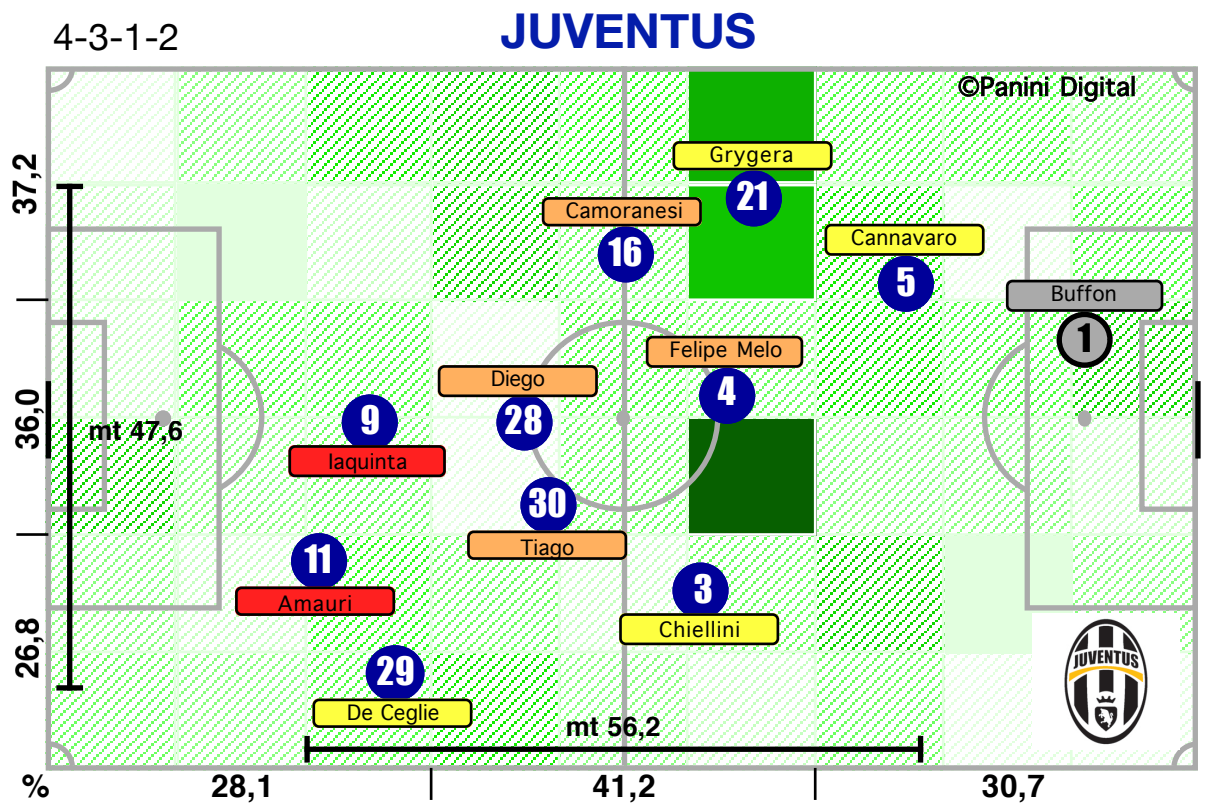 4-3-1-2
JUVENTUS
©Panini Digital
Grygera
21
Camoranesi
16
Cannavaro
5
Buffon
1
Felipe Melo
4
Diego
28
9
Iaquinta
30
Tiago
11
Amauri
3
Chiellini
29
De Ceglie
37,2
36,0
26,8
mt 47,6
mt 56,2
JUVENTUS
% 28,1 41,2 30,7